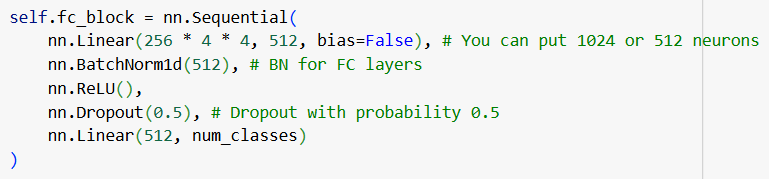 self.fc_block = nn.Sequential(
    nn.Linear(256 * 4 * 4, 512, bias=False), # You can put 1024 or 512 neurons
    nn.BatchNorm1d(512), # BN for FC layers
    nn.ReLU(),
    nn.Dropout(0.5), # Dropout with probability 0.5
    nn.Linear(512, num_classes)
)